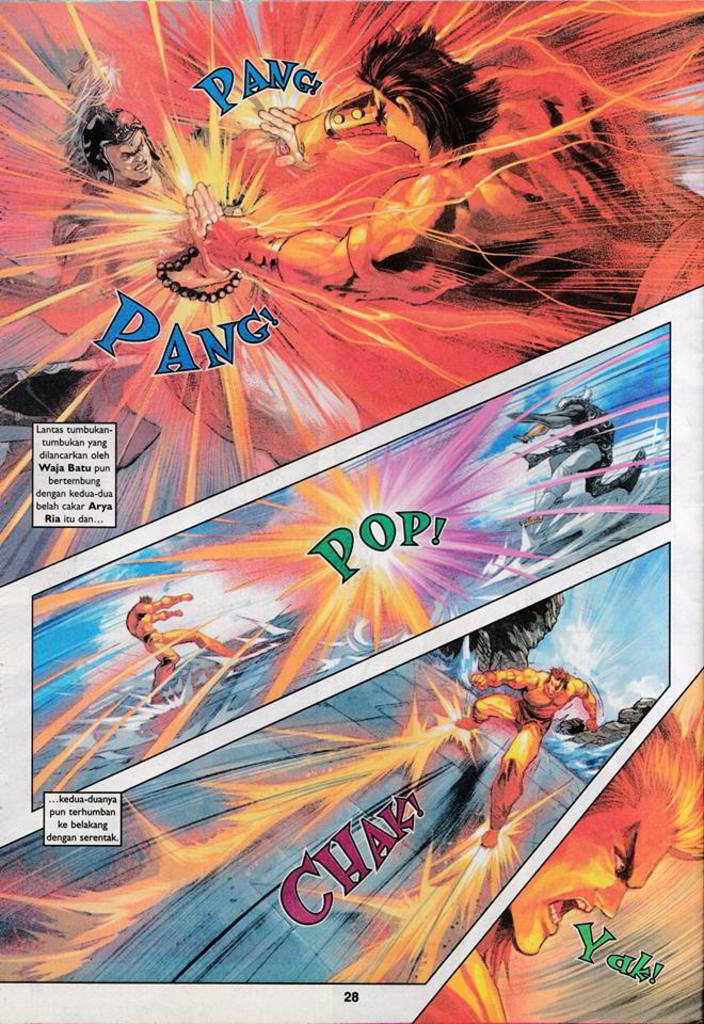 PANG!
PANG!
Lantas tumbukan-
tumbukan yang
dilancarkan oleh
Waja Batu pun
bertembung
dengan kedua-dua
belah cakar Arya
Ria itu dan...
POP!
...kedua-duanya
pun terhumban
ke belakang
dengan serentak.
CHAK!
Yak!
28